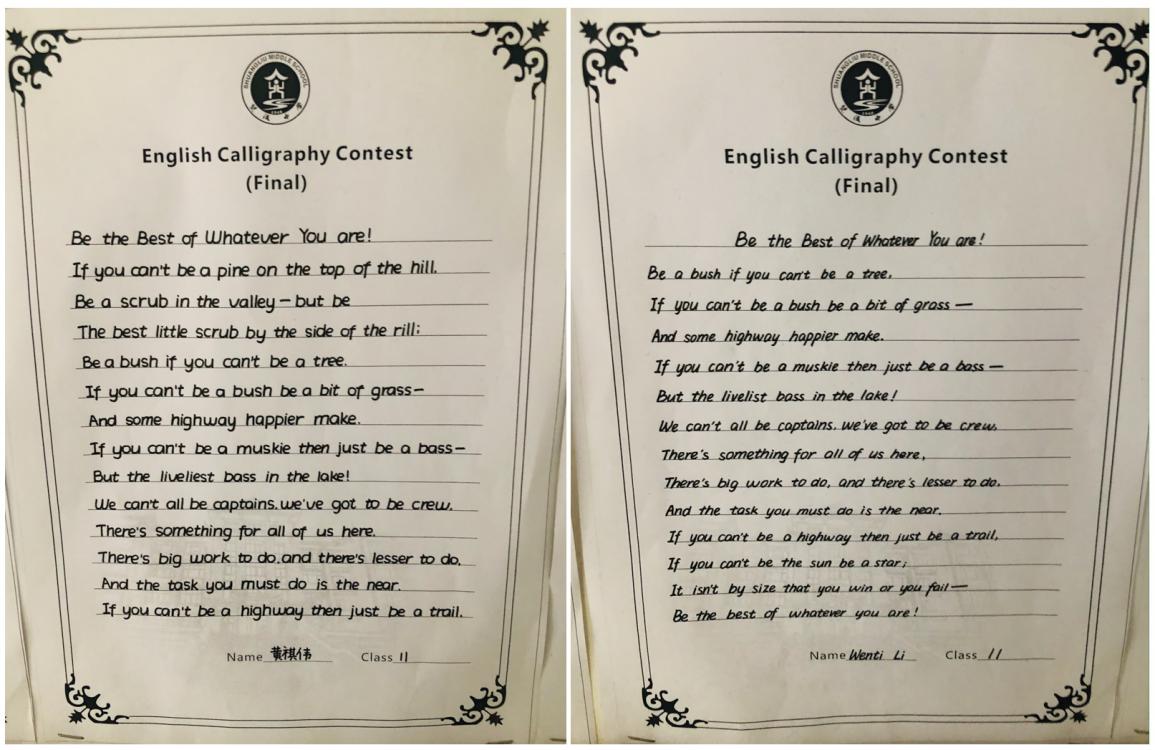 SHUANGLIU MIDDLE SCHOOL
English Calligraphy Contest
(Final)
Be the Best of Whatever You are!
If you can't be a pine on the top of the hill.
Be a scrub in the valley — but be
The best little scrub by the side of the rill;
Be a bush if you can't be a tree.
If you can't be a bush be a bit of grass—
And some highway happier make.
If you can't be a muskie then just be a bass—
But the liveliest bass in the lake!
We can't all be captains. we've got to be crew.
There's something for all of us here.
There's big work to do. and there's lesser to do.
And the task you must do is the near.
If you can't be a highway then just be a trail.
Name 黄祺伟 Class 11
SHUANGLIU MIDDLE SCHOOL
English Calligraphy Contest
(Final)
Be the Best of Whatever You are!
Be a bush if you can't be a tree.
If you can't be a bush be a bit of grass —
And some highway happier make.
If you can't be a muskie then just be a bass —
But the livelist bass in the lake!
We can't all be captains. we've got to be crew.
There's something for all of us here,
There's big work to do, and there's lesser to do.
And the task you must do is the near.
If you can't be a highway then just be a trail,
If you can't be the sun be a star;
It isn't by size that you win or you fail —
Be the best of whatever you are!
Name Wenti Li Class 11